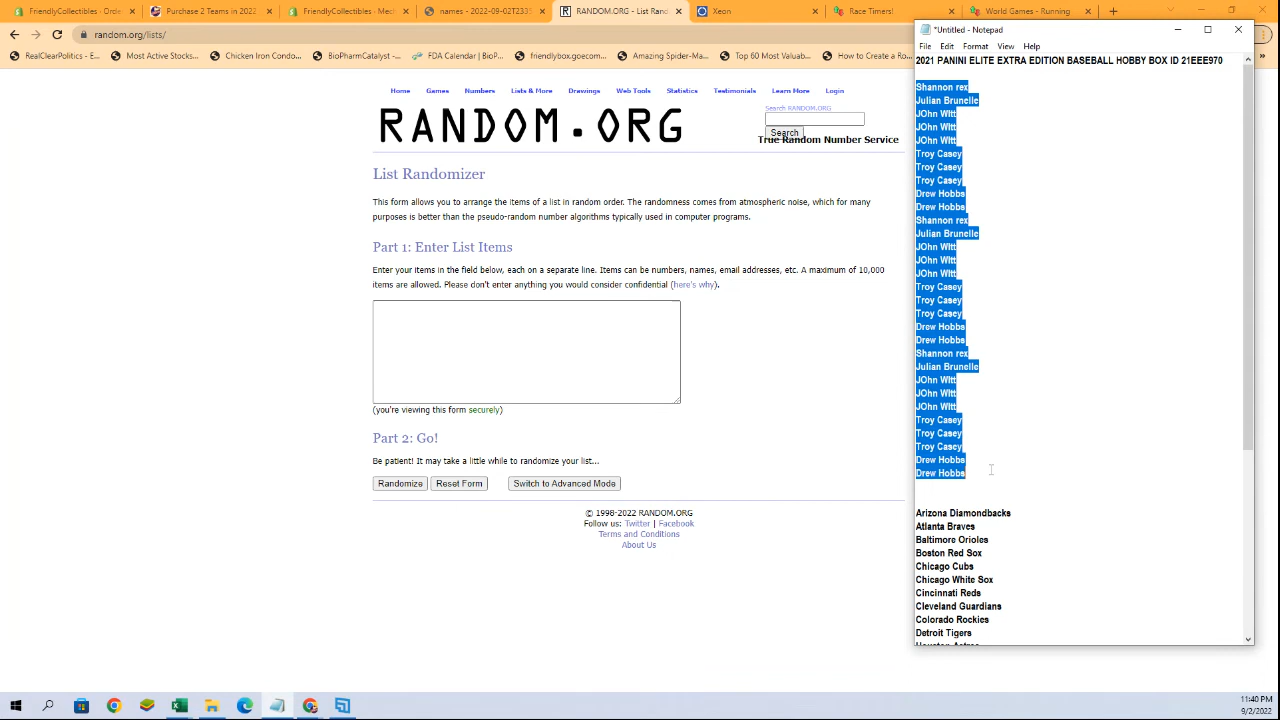 FriendlyCollectibles - Orders
Purchase 2 Teams in 2022
FriendlyCollectibles - Mech
names - 2022-09-02T233
RANDOM.ORG - List Rand
Xeon
Race Timers!
World Games - Running
random.org/lists/
RealClearPolitics - E
Most Active Stocks...
Chicken Iron Condo...
BioPharmCatalyst -...
FDA Calendar | BioP...
friendlybox.goecom...
Amazing Spider-Ma...
Top 60 Most Valuab...
How to Create a Ro
Home Games Numbers Lists & More Drawings Web Tools Statistics Testimonials Learn More Login
RANDOM.ORG
Search RANDOM.ORG
Search
True Random Number Service
List Randomizer
This form allows you to arrange the items of a list in random order. The randomness comes from atmospheric noise, which for many
purposes is better than the pseudo-random number algorithms typically used in computer programs.
Part 1: Enter List Items
Enter your items in the field below, each on a separate line. Items can be numbers, names, email addresses, etc. A maximum of 10,000
items are allowed. Please don't enter anything you would consider confidential (here's why).
(you're viewing this form securely)
Part 2: Go!
Be patient! It may take a little while to randomize your list...
Randomize Reset Form Switch to Advanced Mode
© 1998-2022 RANDOM.ORG
Follow us: Twitter | Facebook
Terms and Conditions
About Us
*Untitled - Notepad
File Edit Format View Help
2021 PANINI ELITE EXTRA EDITION BASEBALL HOBBY BOX ID 21EEE970
Shannon rex
Julian Brunelle
JOhn WItt
JOhn WItt
JOhn WItt
Troy Casey
Troy Casey
Troy Casey
Drew Hobbs
Drew Hobbs
Shannon rex
Julian Brunelle
JOhn WItt
JOhn WItt
JOhn WItt
Troy Casey
Troy Casey
Troy Casey
Drew Hobbs
Drew Hobbs
Shannon rex
Julian Brunelle
JOhn WItt
JOhn WItt
JOhn WItt
Troy Casey
Troy Casey
Troy Casey
Drew Hobbs
Drew Hobbs
Arizona Diamondbacks
Atlanta Braves
Baltimore Orioles
Boston Red Sox
Chicago Cubs
Chicago White Sox
Cincinnati Reds
Cleveland Guardians
Colorado Rockies
Detroit Tigers
Houston Astros
11:40 PM
9/2/2022